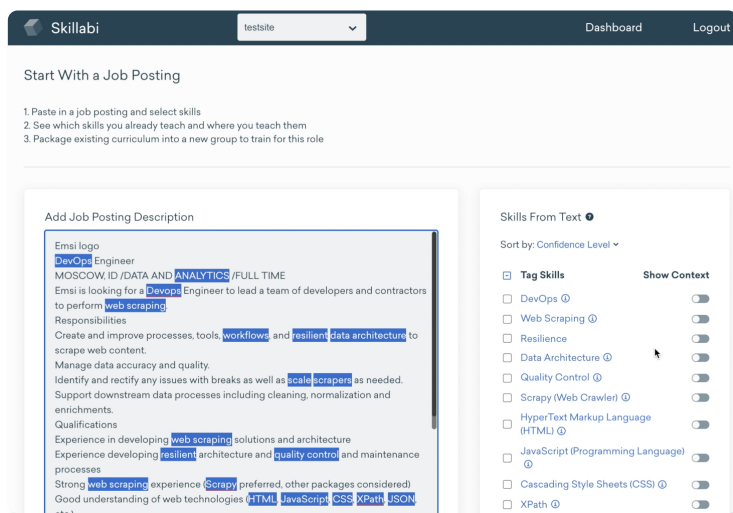 Skillabi
testsite
Dashboard
Logout
Start With a Job Posting
1. Paste in a job posting and select skills
2. See which skills you already teach and where you teach them
3. Package existing curriculum into a new group to train for this role
Add Job Posting Description
Emsi logo
DevOps Engineer
MOSCOW, ID /DATA AND ANALYTICS /FULL TIME
Emsi is looking for a Devops Engineer to lead a team of developers and contractors
to perform web scraping.
Responsibilities
Create and improve processes, tools, workflows, and resilient data architecture to
scrape web content.
Manage data accuracy and quality.
Identify and rectify any issues with breaks as well as scale scrapers as needed.
Support downstream data processes including cleaning, normalization and
enrichments.
Qualifications
Experience in developing web scraping solutions and architecture
Experience developing resilient architecture and quality control and maintenance
processes
Strong web scraping experience (Scrapy preferred, other packages considered)
Good understanding of web technologies (HTML, JavaScript, CSS, XPath, JSON,
etc.)
Skills From Text
Sort by: Confidence Level
Tag Skills
Show Context
DevOps
Web Scraping
Resilience
Data Architecture
Quality Control
Scrapy (Web Crawler)
HyperText Markup Language
(HTML)
JavaScript (Programming Language)
Cascading Style Sheets (CSS)
XPath